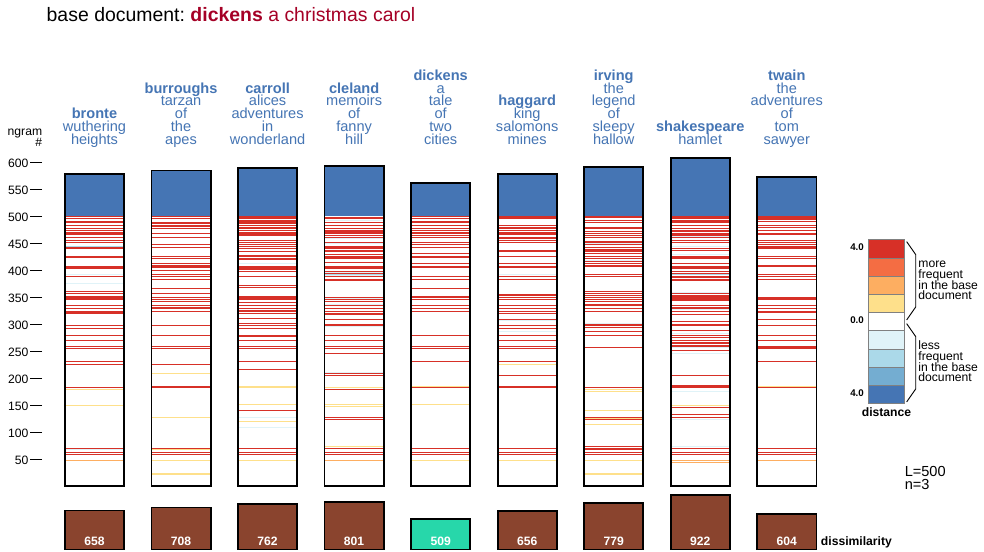 base document: dickens a christmas carol
bronte
wuthering
heights
burroughs
tarzan
of
the
apes
carroll
alices
adventures
in
wonderland
cleland
memoirs
of
fanny
hill
dickens
a
tale
of
two
cities
haggard
king
salomons
mines
irving
the
legend
of
sleepy
hallow
shakespeare
hamlet
twain
the
adventures
of
tom
sawyer
ngram
#
600
550
500
450
400
350
300
250
200
150
100
50
4.0
0.0
4.0
more
frequent
in the base
document
less
frequent
in the base
document
distance
L=500
n=3
658
708
762
801
509
656
779
922
604
dissimilarity